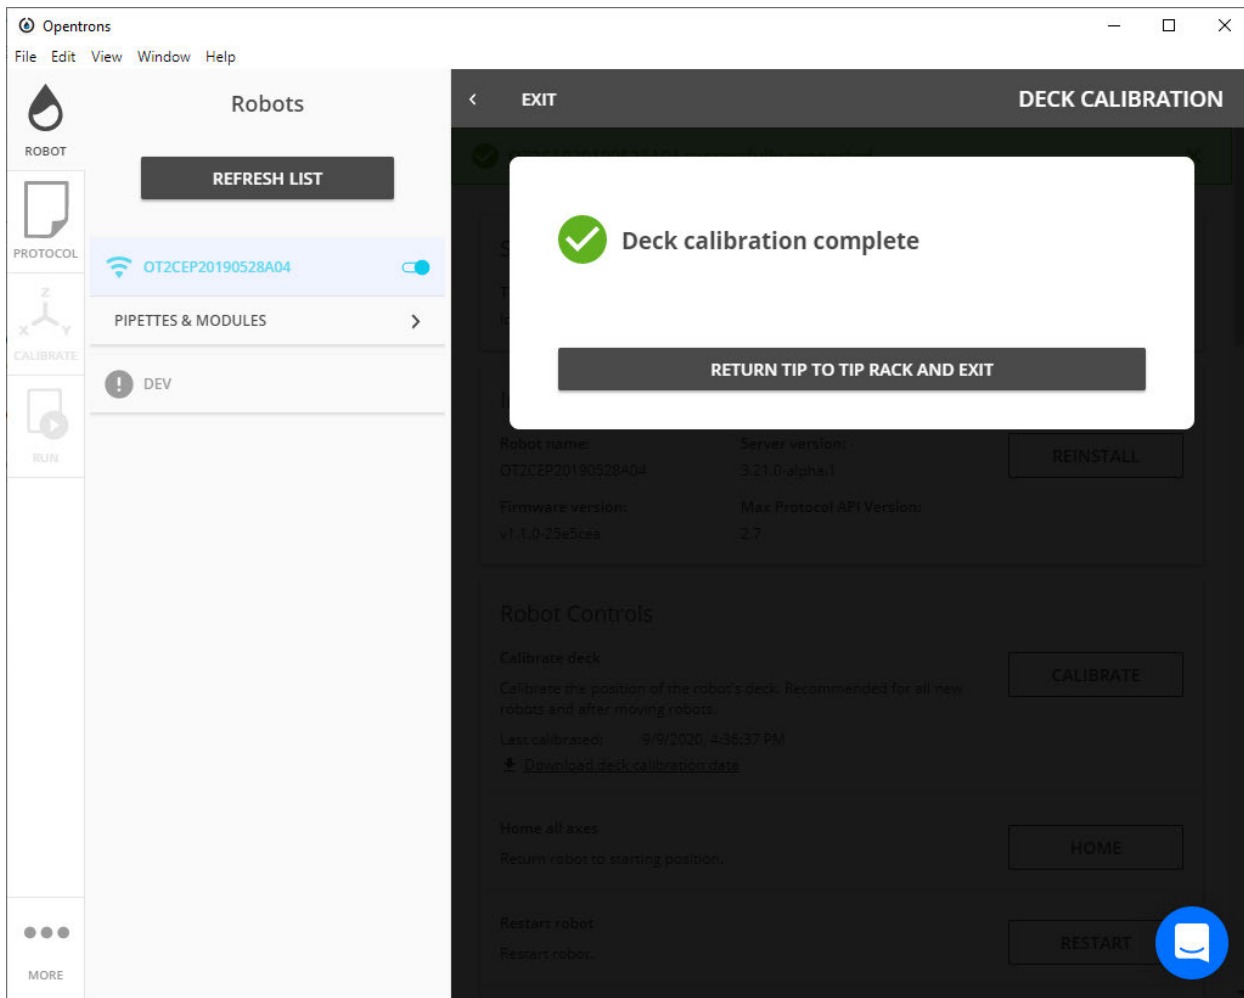 Opentrons
File Edit View Window Help
ROBOT
PROTOCOL
Z
X Y
CALIBRATE
RUN
MORE
Robots
REFRESH LIST
OT2CEP20190528A04
PIPETTES & MODULES
DEV
EXIT
DECK CALIBRATION
Deck calibration complete
RETURN TIP TO TIP RACK AND EXIT
Robot name: Server version:
OT2CEP20190528A04 3.21.0-alpha.1
REINSTALL
Firmware version: Max Protocol API Version:
v1.1.0-25e5cea 2.7
Robot Controls
Calibrate deck
CALIBRATE
Calibrate the position of the robot's deck. Recommended for all new
robots and after moving robots.
Last calibrated: 9/9/2020, 4:36:37 PM
Download deck calibration data
Home all axes
Return robot to starting position.
HOME
Restart robot
Restart robot.
RESTART